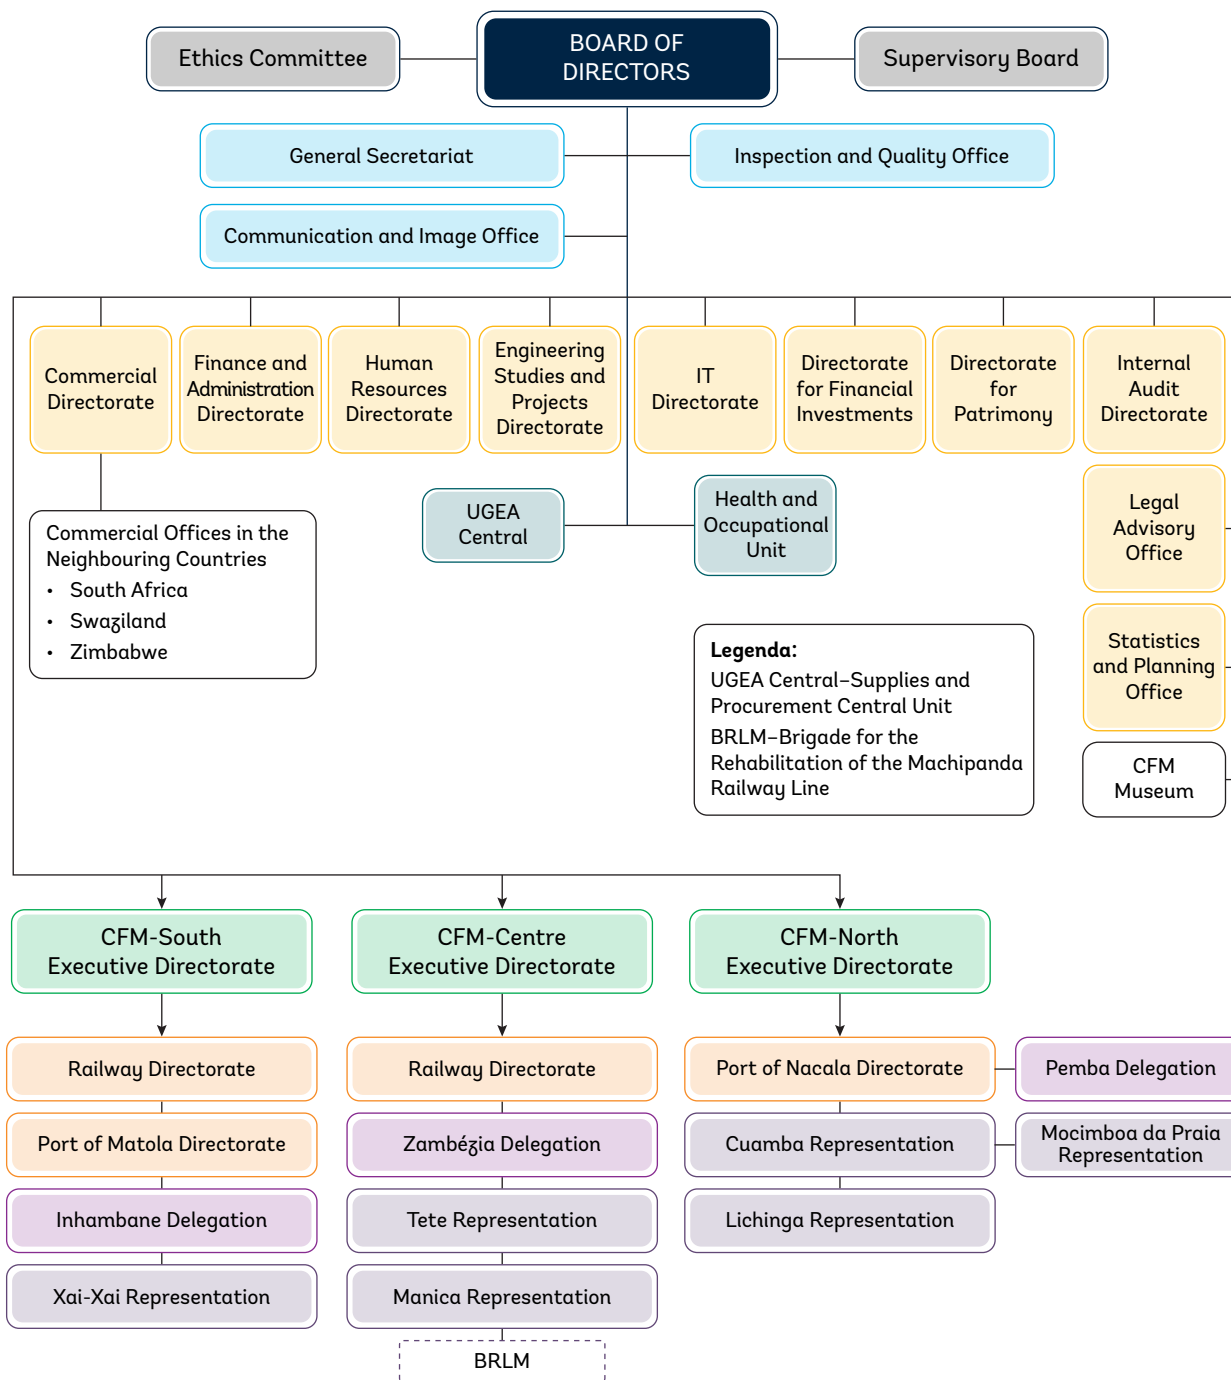 BOARD OF
DIRECTORS
Ethics Committee
Supervisory Board
General Secretariat
Inspection and Quality Office
Communication and Image Office
Commercial
Directorate
Finance and
Administration
Directorate
Human
Resources
Directorate
Engineering
Studies and
Projects
Directorate
IT
Directorate
Directorate
for Financial
Investments
Directorate
for
Patrimony
Internal
Audit
Directorate
Commercial Offices in the
Neighbouring Countries
• South Africa
• Swaziland
• Zimbabwe
UGEA
Central
Health and
Occupational
Unit
Legal
Advisory
Office
Statistics
and Planning
Office
CFM
Museum
Legenda:
UGEA Central–Supplies and
Procurement Central Unit
BRLM–Brigade for the
Rehabilitation of the Machipanda
Railway Line
CFM-South
Executive Directorate
CFM-Centre
Executive Directorate
CFM-North
Executive Directorate
Railway Directorate
Port of Matola Directorate
Inhambane Delegation
Xai-Xai Representation
Railway Directorate
Zambézia Delegation
Tete Representation
Manica Representation
BRLM
Port of Nacala Directorate
Pemba Delegation
Cuamba Representation
Mocimboa da Praia
Representation
Lichinga Representation